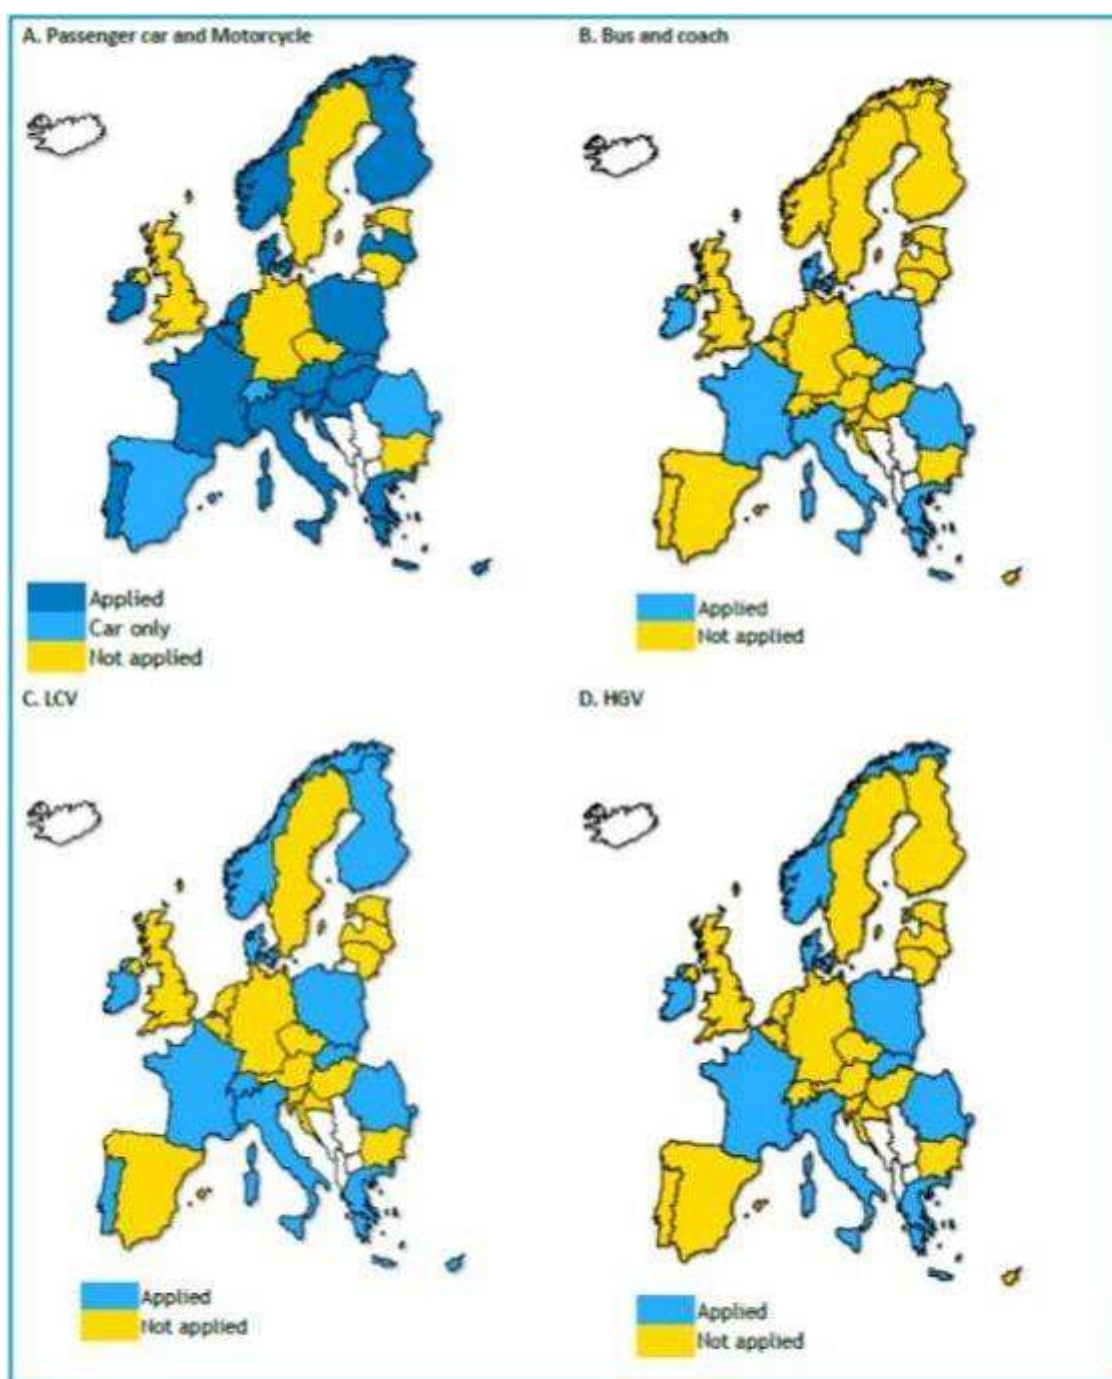 A. Passenger car and Motorcycle
B. Bus and coach
Applied
Car only
Not applied
Applied
Not applied
C. LCV
D. HGV
Applied
Not applied
Applied
Not applied